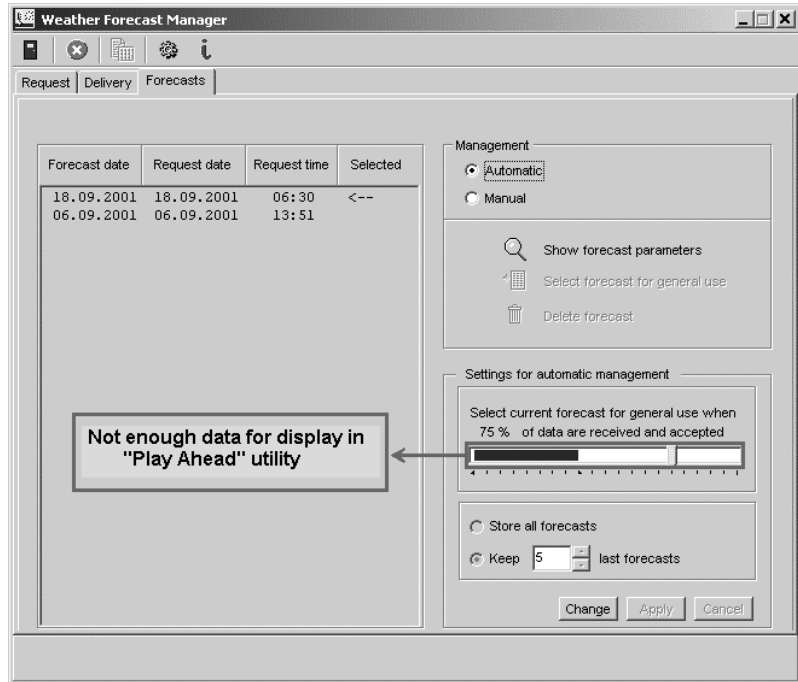 Weather Forecast Manager
Request Delivery Forecasts
Forecast date Request date Request time Selected
18.09.2001 18.09.2001 06:30 <--
06.09.2001 06.09.2001 13:51
Management
Automatic
Manual
Show forecast parameters
Select forecast for general use
Delete forecast
Settings for automatic management
Select current forecast for general use when
75 % of data are received and accepted
Not enough data for display in
"Play Ahead" utility
Store all forecasts
Keep 5 last forecasts
Change Apply Cancel